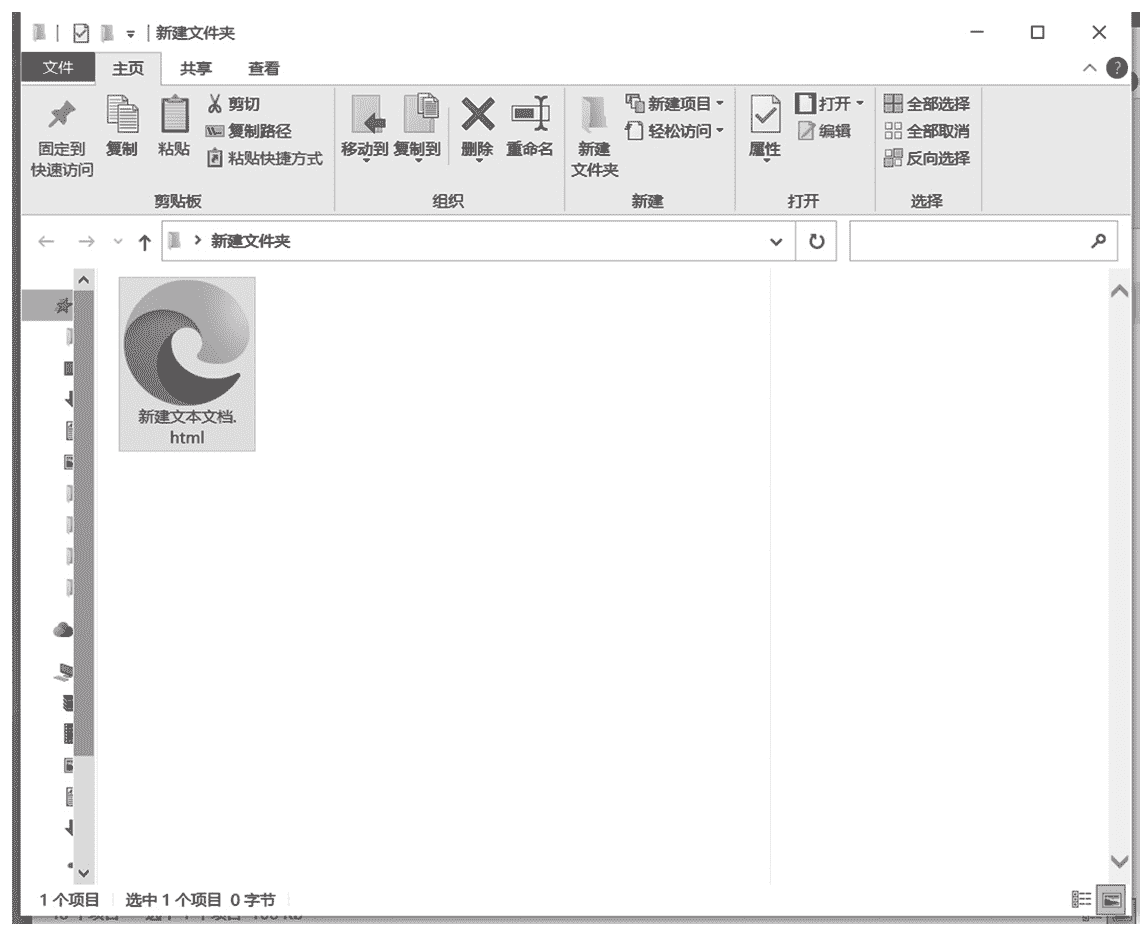 新建文件夹
文件 主页 共享 查看
固定到
快速访问
复制
粘贴
剪切
复制路径
粘贴快捷方式
剪贴板
移动到 复制到 删除 重命名
组织
新建
文件夹
新建项目
轻松访问
新建
属性
打开
编辑
打开
全部选择
全部取消
反向选择
选择
新建文件夹
新建文本文档.
html
1 个项目 选中 1 个项目 0 字节